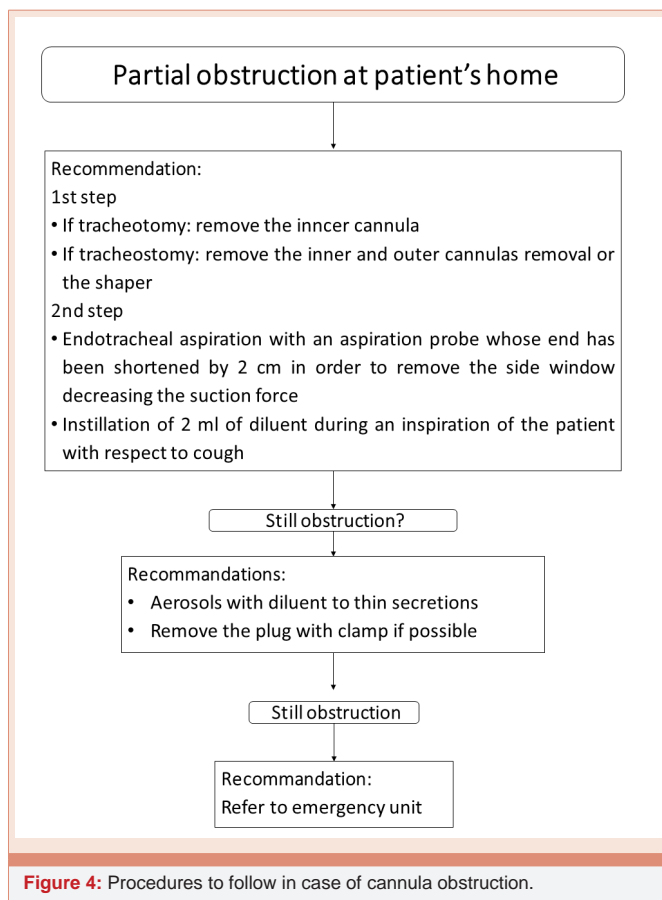 Partial obstruction at patient's home
Recommendation:
1st step
• If tracheotomy: remove the inncer cannula
• If tracheostomy: remove the inner and outer cannulas removal or
the shaper
2nd step
• Endotracheal aspiration with an aspiration probe whose end has
been shortened by 2 cm in order to remove the side window
decreasing the suction force
• Instillation of 2 ml of diluent during an inspiration of the patient
with respect to cough
Still obstruction?
Recommandations:
• Aerosols with diluent to thin secretions
• Remove the plug with clamp if possible
Still obstruction
Recommandation:
Refer to emergency unit
Figure 4: Procedures to follow in case of cannula obstruction.